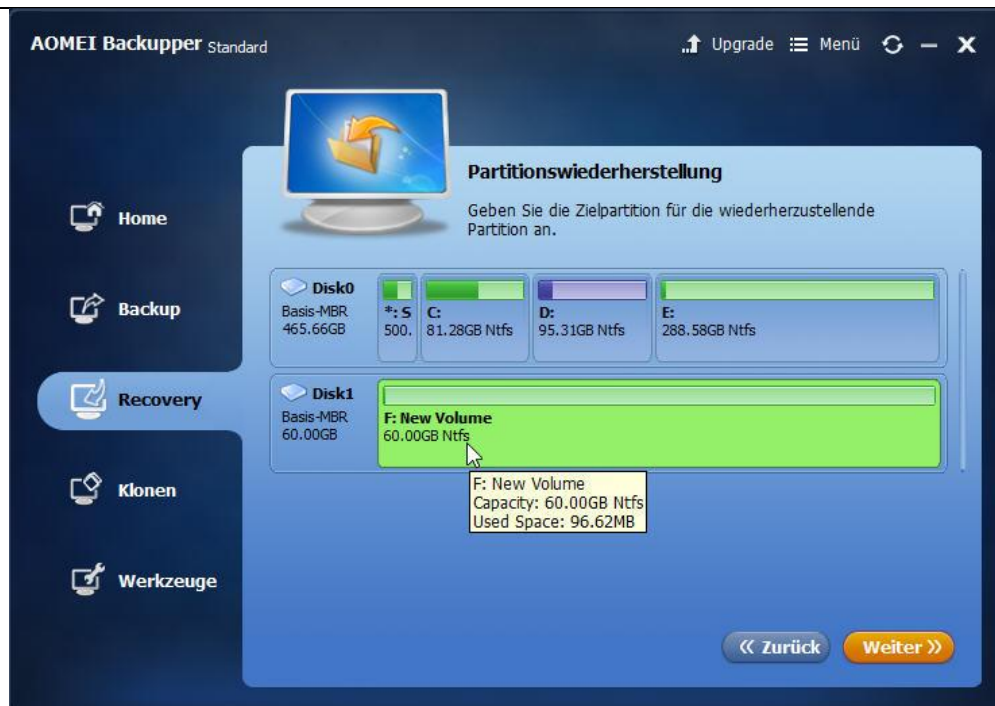 AOMEI Backupper Standard
Upgrade Menü
Partitionswiederherstellung
Geben Sie die Zielpartition für die wiederherzustellende
Partition an.
Home
Backup
Recovery
Klonen
Werkzeuge
Disk0
Basis-MBR
465.66GB
*: S
500.
C:
81.28GB Ntfs
D:
95.31GB Ntfs
E:
288.58GB Ntfs
Disk1
Basis-MBR
60.00GB
F: New Volume
60.00GB Ntfs
F: New Volume
Capacity: 60.00GB Ntfs
Used Space: 96.62MB
Zurück
Weiter